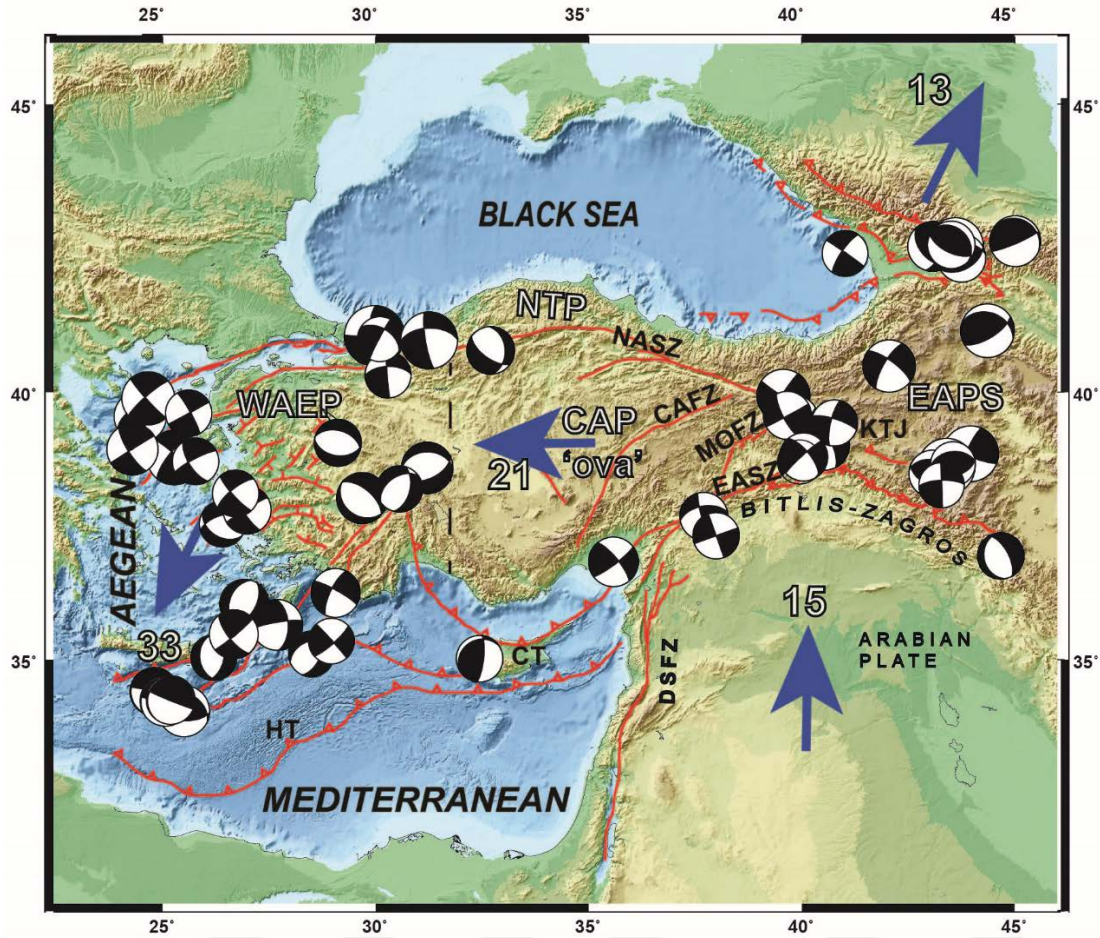 25° 30° 35° 40° 45°
45° 45°
13
BLACK SEA
NTP
NASZ
40° 40°
WAEP
CAP
CAFZ
EAPS
MOFZ
KTJ
21
'ova'
EASZ
BITLIS-ZAGROS
AEGEAN
15
33
ARABIAN
PLATE
35° 35°
CT
DSFZ
HT
MEDITERRANEAN
25° 30° 35° 40° 45°